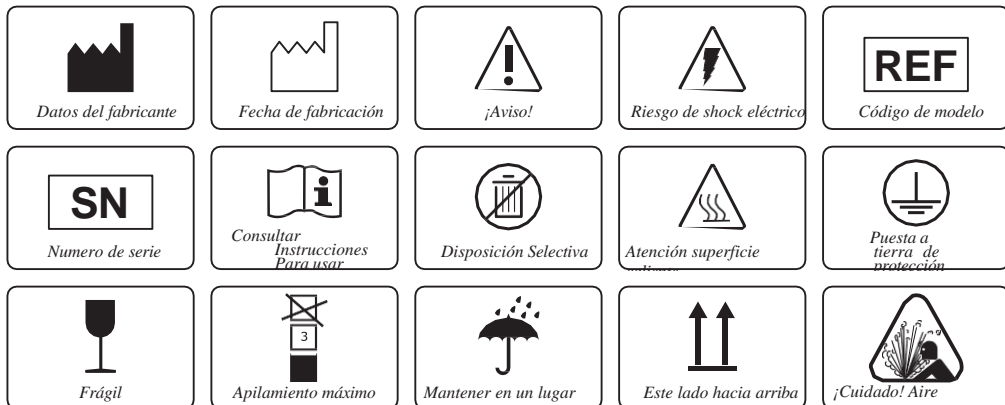 Datos del fabricante
Fecha de fabricación
¡Aviso!
Riesgo de shock eléctrico
REF
Código de modelo
SN
Numero de serie
i
Consultar
Instrucciones
Para usar
Disposición Selectiva
Atención superficie
Puesta a
tierra de
protección
Frágil
3
Apilamiento máximo
Mantener en un lugar
Este lado hacia arriba
¡Cuidado! Aire